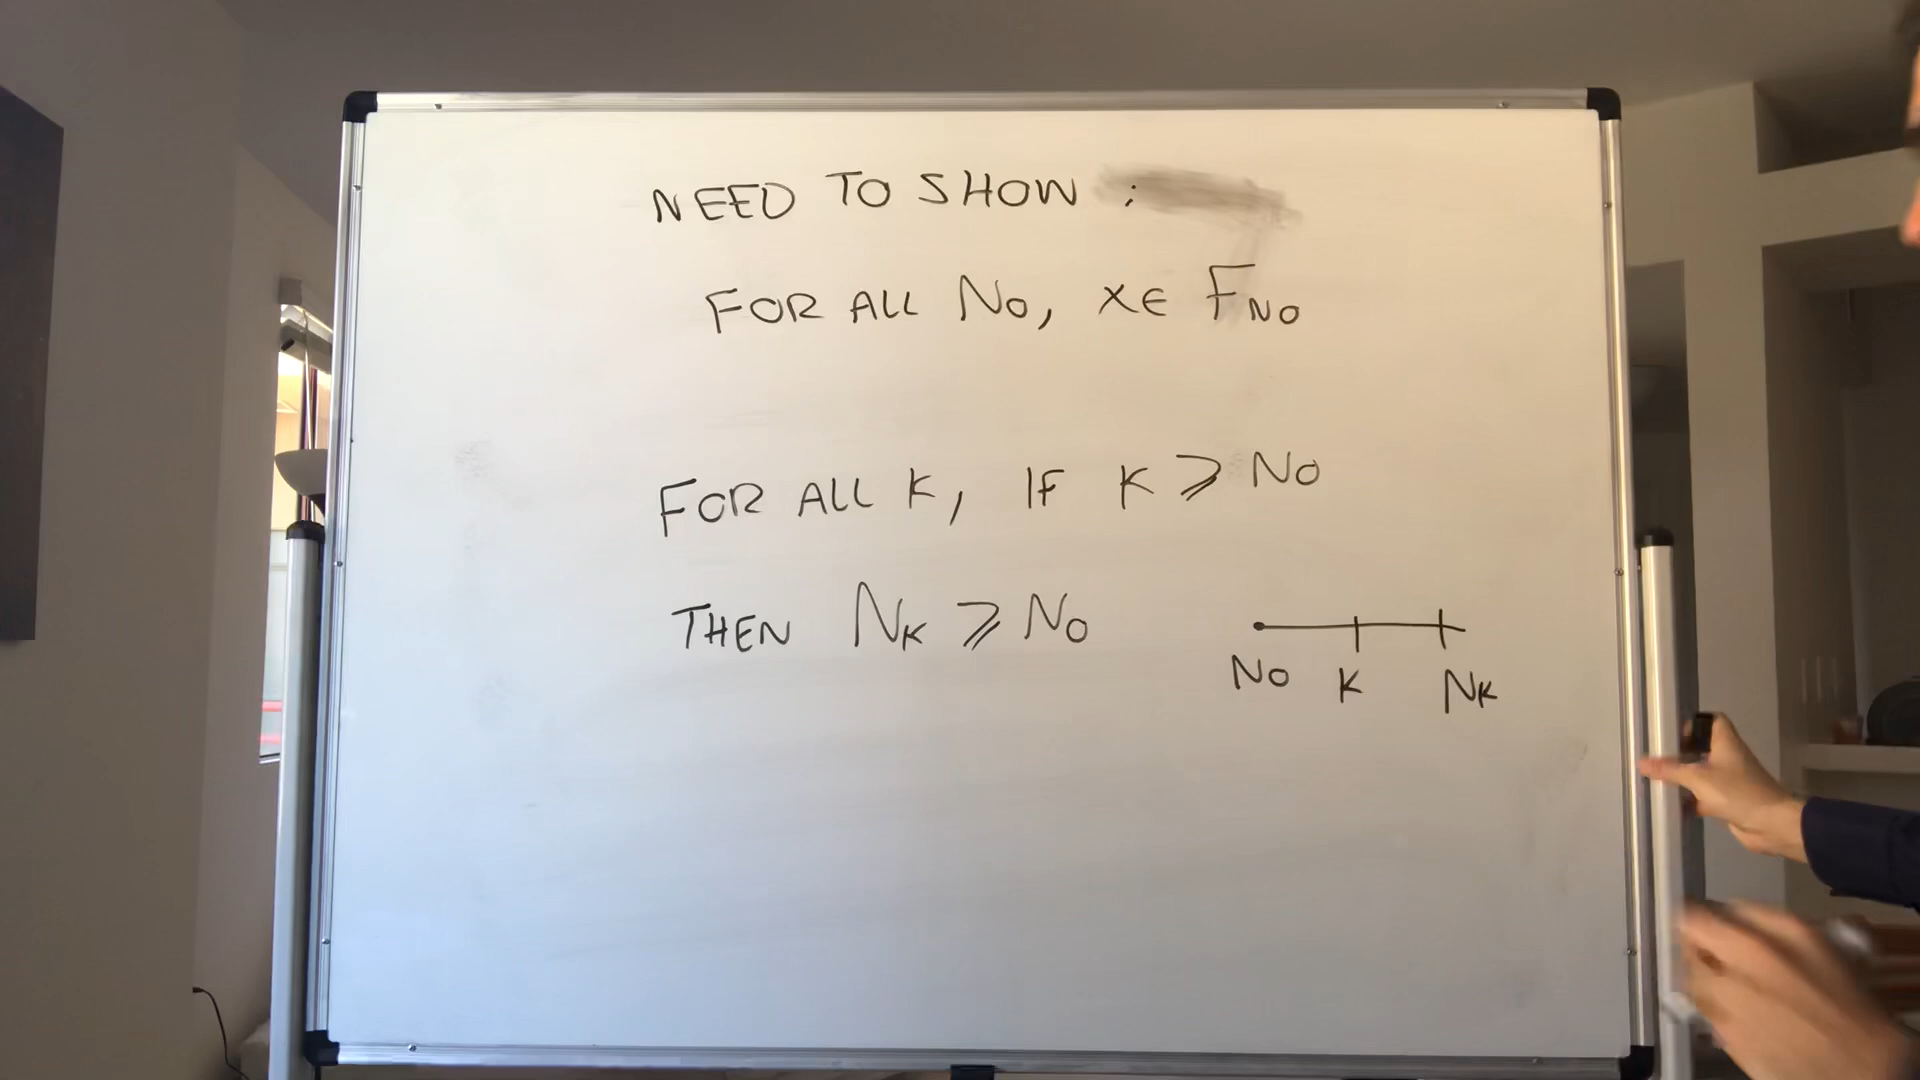 NEED TO SHOW :
FOR ALL No, x∈ FNo
FOR ALL K, IF K ⩾ No
THEN NK ⩾ No
No K NK